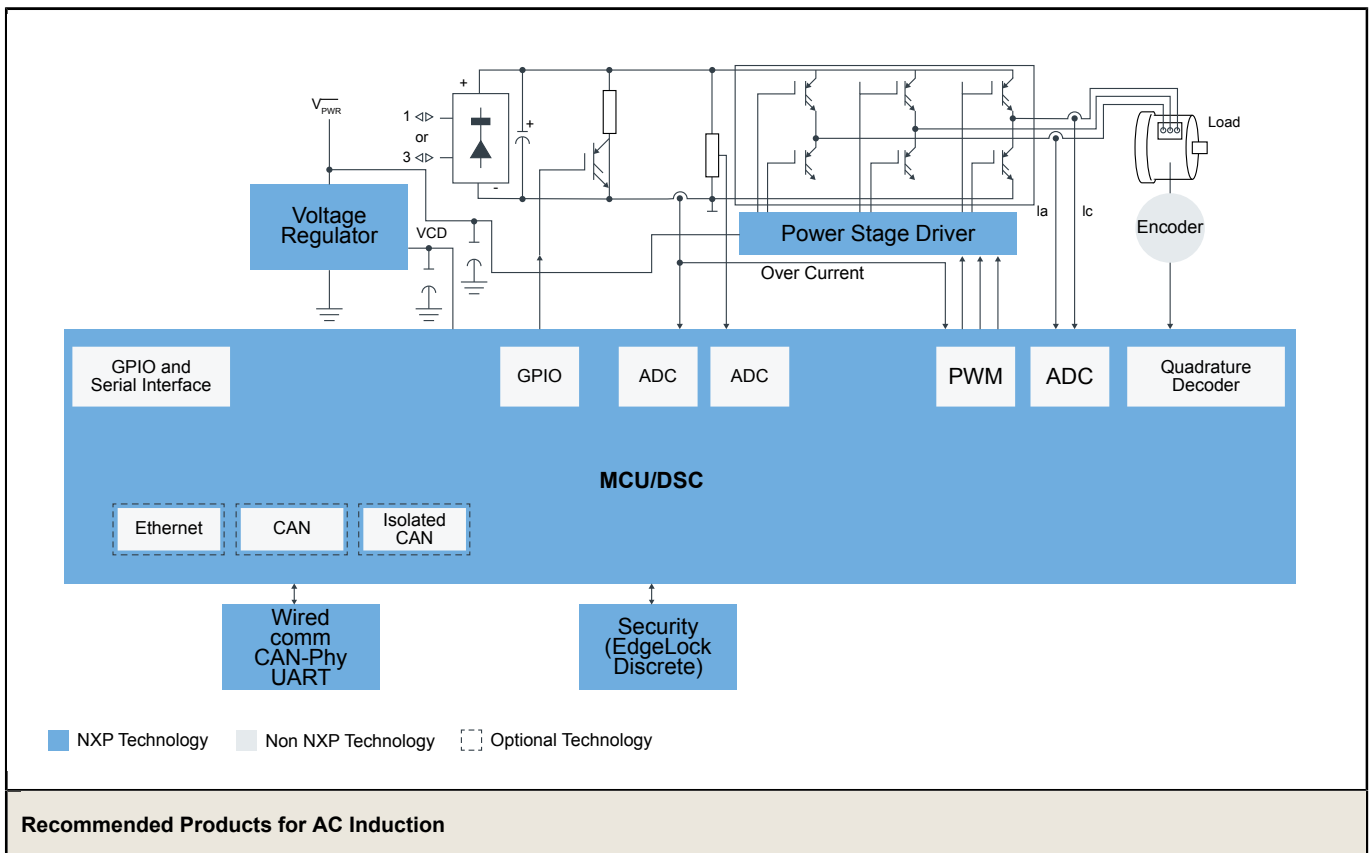 +
V
PWR
1
or
3
+
-
Load
Voltage
Regulator
VCD
Power Stage Driver
Ia
Ic
Encoder
Over Current
GPIO and
Serial Interface
GPIO
ADC
ADC
PWM
ADC
Quadrature
Decoder
MCU/DSC
Ethernet
CAN
Isolated
CAN
Wired
comm
CAN-Phy
UART
Security
(EdgeLock
Discrete)
NXP Technology
Non NXP Technology
Optional Technology
Recommended Products for AC Induction